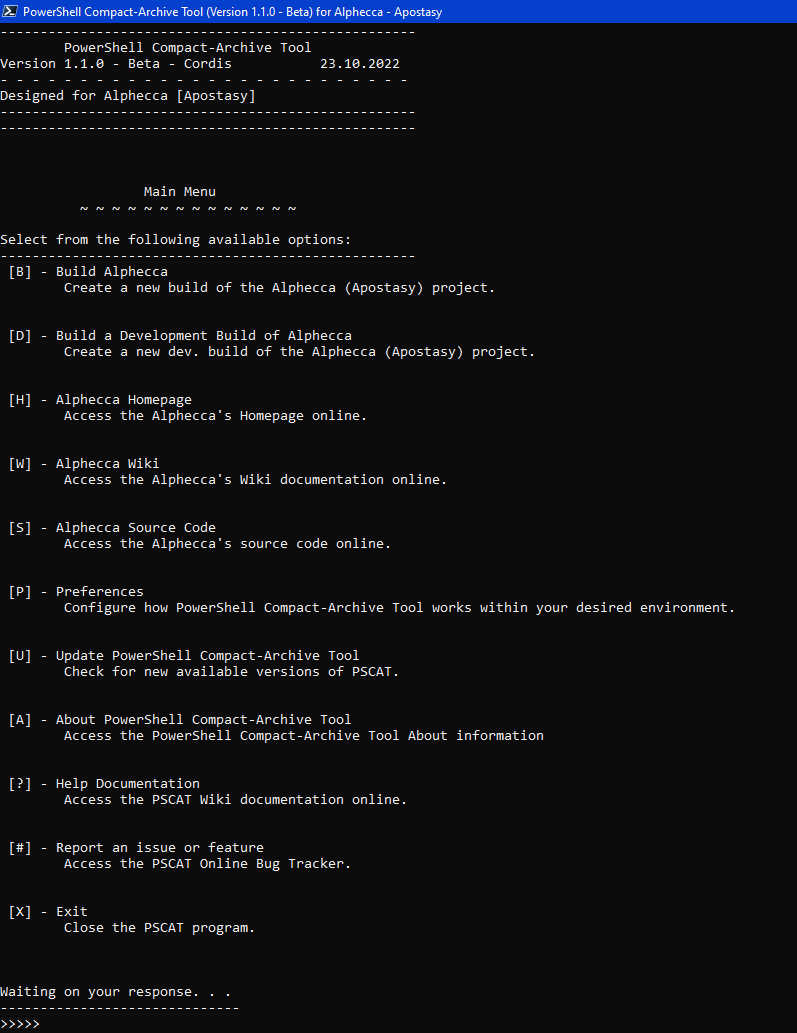 PowerShell Compact-Archive Tool (Version 1.1.0 - Beta) for Alphecca - Apostasy
----------------------------------------------------
PowerShell Compact-Archive Tool
Version 1.1.0 - Beta - Cordis 23.10.2022
- - - - - - - - - - - - - - - - - - - - - - - - - -
Designed for Alphecca [Apostasy]
----------------------------------------------------
----------------------------------------------------
Main Menu
~ ~ ~ ~ ~ ~ ~ ~ ~ ~ ~ ~ ~ ~
Select from the following available options:
----------------------------------------------------
[B] - Build Alphecca
Create a new build of the Alphecca (Apostasy) project.
[D] - Build a Development Build of Alphecca
Create a new dev. build of the Alphecca (Apostasy) project.
[H] - Alphecca Homepage
Access the Alphecca's Homepage online.
[W] - Alphecca Wiki
Access the Alphecca's Wiki documentation online.
[S] - Alphecca Source Code
Access the Alphecca's source code online.
[P] - Preferences
Configure how PowerShell Compact-Archive Tool works within your desired environment.
[U] - Update PowerShell Compact-Archive Tool
Check for new available versions of PSCAT.
[A] - About PowerShell Compact-Archive Tool
Access the PowerShell Compact-Archive Tool About information
[?] - Help Documentation
Access the PSCAT Wiki documentation online.
[#] - Report an issue or feature
Access the PSCAT Online Bug Tracker.
[X] - Exit
Close the PSCAT program.
Waiting on your response. . .
------------------------------
>>>>>